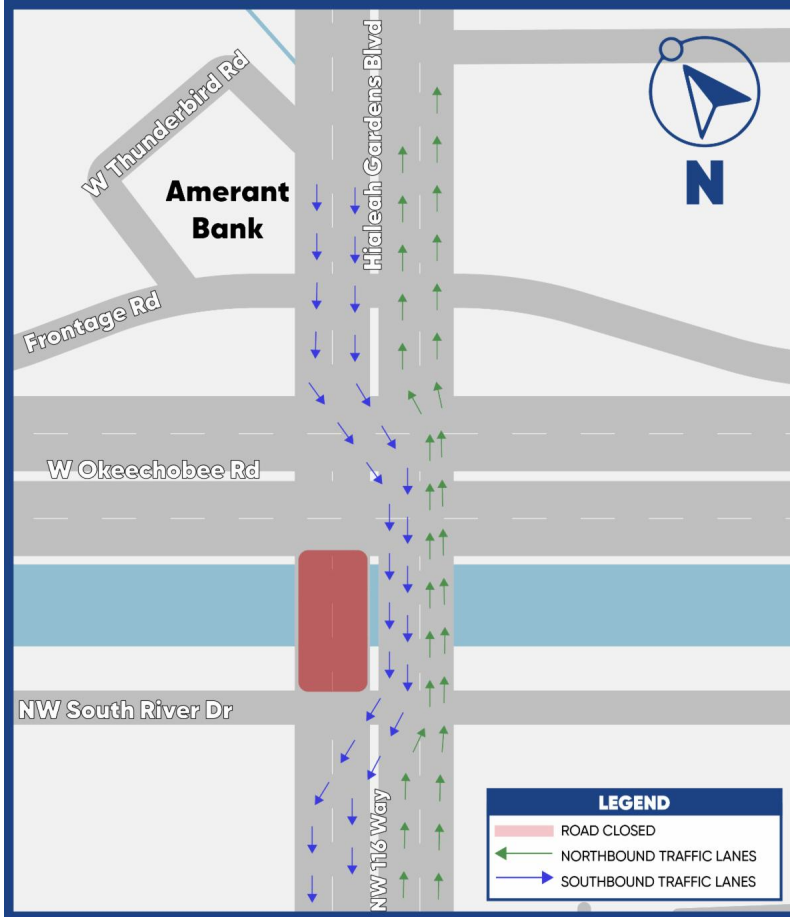 Hialeah Gardens Blvd
W Thunderbird Rd
N
Amerant
Bank
Frontage Rd
W Okeechobee Rd
NW South River Dr
NW 116 Way
LEGEND
ROAD CLOSED
NORTHBOUND TRAFFIC LANES
SOUTHBOUND TRAFFIC LANES